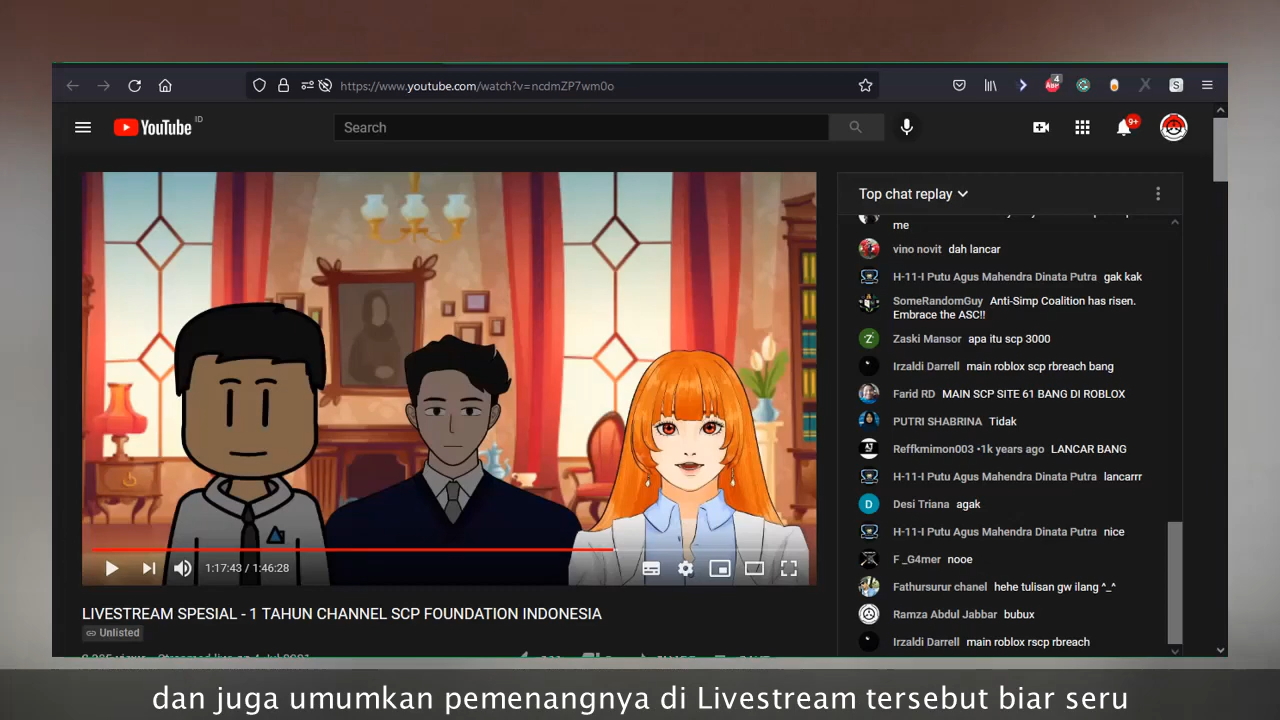 https://www.youtube.com/watch?v=ncdmZP7wm0o
4
ABP
S
YouTube
ID
Search
9+
Top chat replay
me
vino novit dah lancar
H-11-I Putu Agus Mahendra Dinata Putra gak kak
SomeRandomGuy Anti-Simp Coalition has risen.
Embrace the ASC!!
Z Zaski Mansor apa itu scp 3000
Irzaldi Darrell main roblox scp rbreach bang
Farid RD MAIN SCP SITE 61 BANG DI ROBLOX
PUTRI SHABRINA Tidak
Reffkmimon003 •1k years ago LANCAR BANG
H-11-I Putu Agus Mahendra Dinata Putra lancarrr
D Desi Triana agak
H-11-I Putu Agus Mahendra Dinata Putra nice
F _G4mer nooe
Fathursurur chanel hehe tulisan gw ilang ^_^
Ramza Abdul Jabbar bubux
Irzaldi Darrell main roblox rscp rbreach
1:17:43 / 1:46:28
LIVESTREAM SPESIAL - 1 TAHUN CHANNEL SCP FOUNDATION INDONESIA
Unlisted
dan juga umumkan pemenangnya di Livestream tersebut biar seru